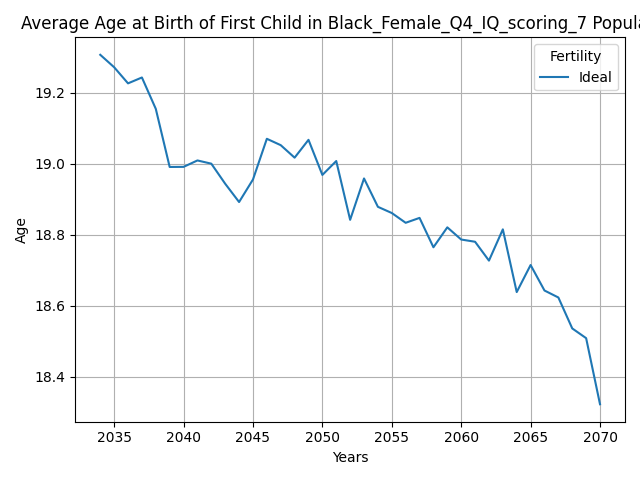 Average Age at Birth of First Child in Black_Female_Q4_IQ_scoring_7 Popula
Fertility
Ideal
19.2
19.0
18.8
18.6
18.4
Age
2035 2040 2045 2050 2055 2060 2065 2070
Years